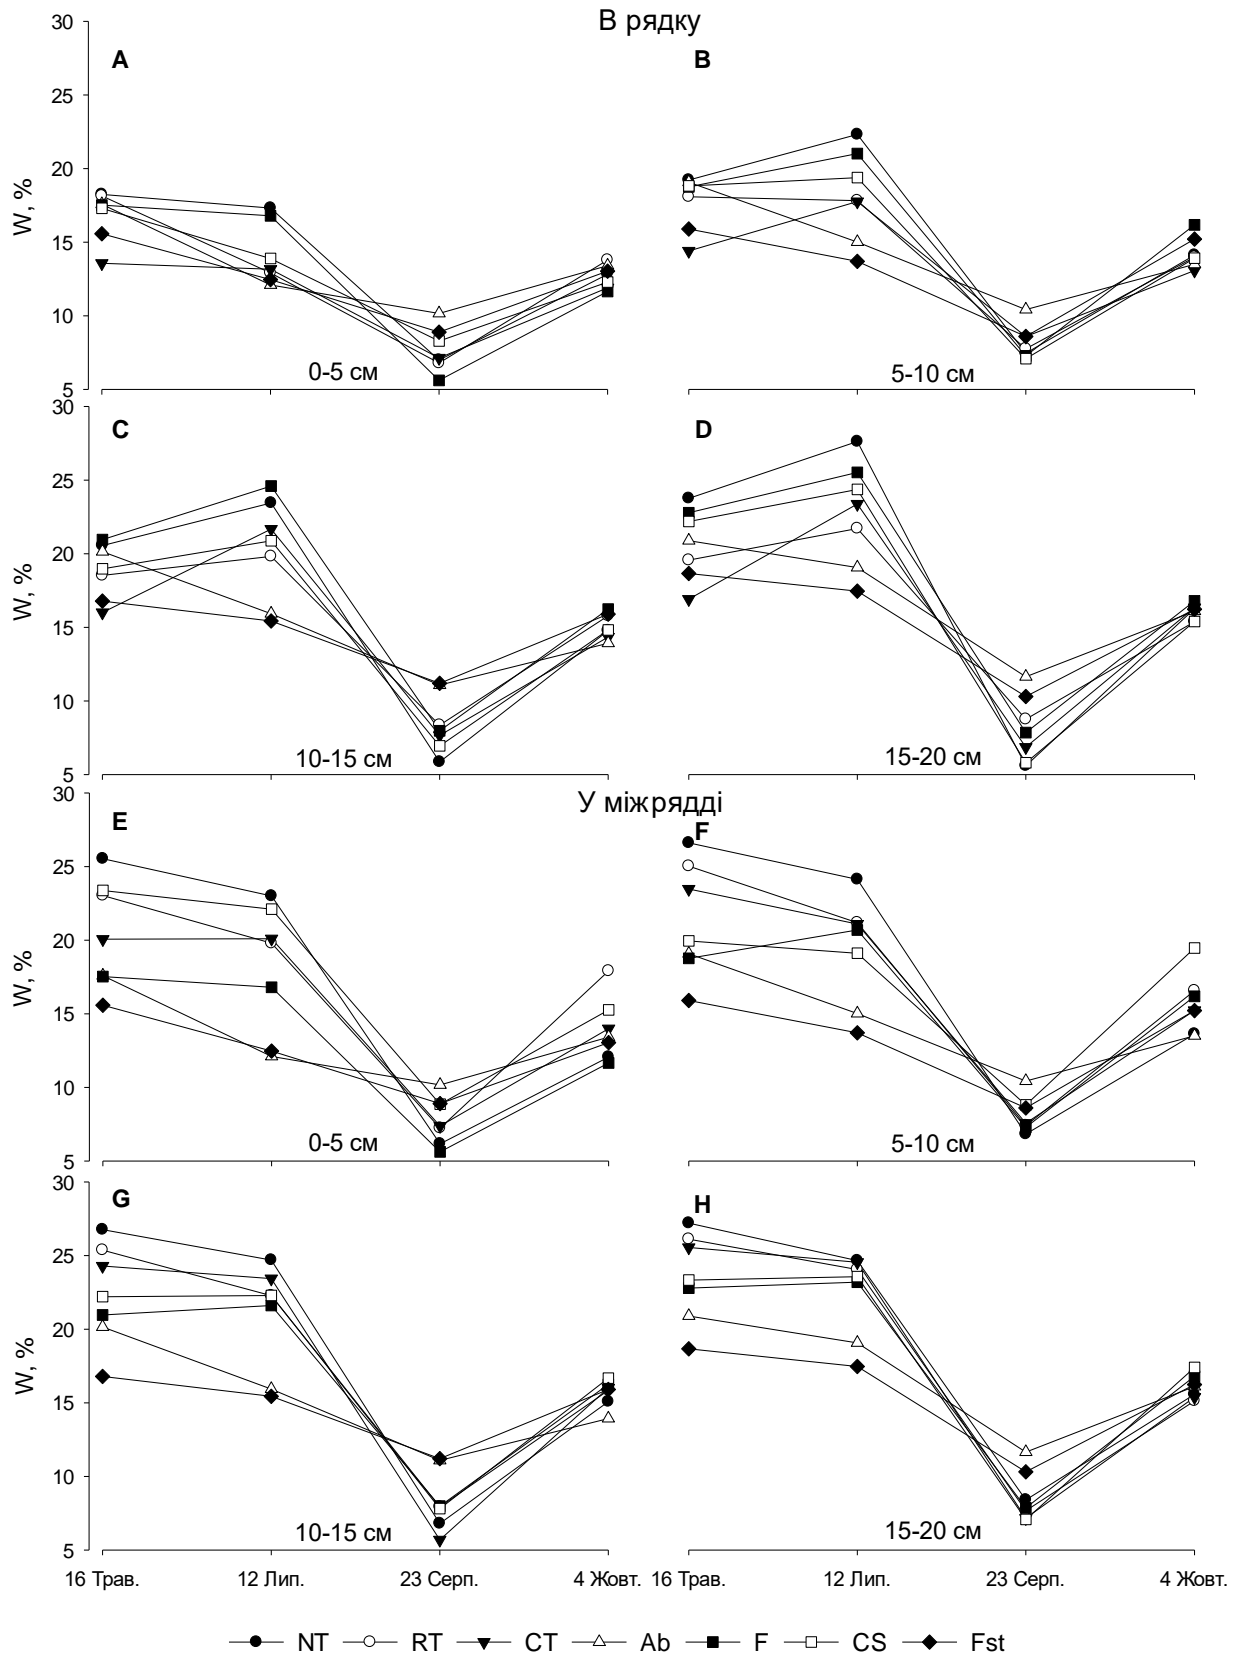 В рядку
30
25
20
15
10
5
W, %
A
0-5 см
B
5-10 см
30
25
20
15
10
5
W, %
C
10-15 см
D
15-20 см
У міжрядді
30
25
20
15
10
5
W, %
E
0-5 см
F
5-10 см
30
25
20
15
10
5
W, %
G
10-15 см
H
15-20 см
16 Трав. 12 Лип. 23 Серп. 4 Жовт. 16 Трав. 12 Лип. 23 Серп. 4 Жовт.
NT RT CT Ab F CS Fst